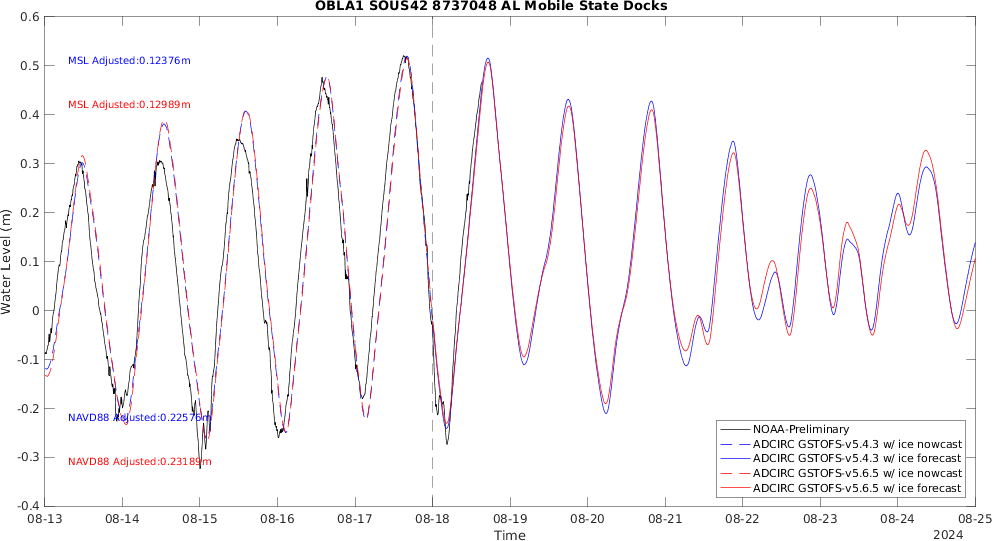 OBLA1 SOUS42 8737048 AL Mobile State Docks
0.6
0.5
0.4
0.3
0.2
0.1
0
-0.1
-0.2
-0.3
-0.4
Water Level (m)
MSL Adjusted:0.12376m
MSL Adjusted:0.12989m
NAVD88 Adjusted:0.22576m
NAVD88 Adjusted:0.23189m
NOAA-Preliminary
ADCIRC GSTOFS-v5.4.3 w/ ice nowcast
ADCIRC GSTOFS-v5.4.3 w/ ice forecast
ADCIRC GSTOFS-v5.6.5 w/ ice nowcast
ADCIRC GSTOFS-v5.6.5 w/ ice forecast
08-13 08-14 08-15 08-16 08-17 08-18 08-19 08-20 08-21 08-22 08-23 08-24 08-25
Time
2024